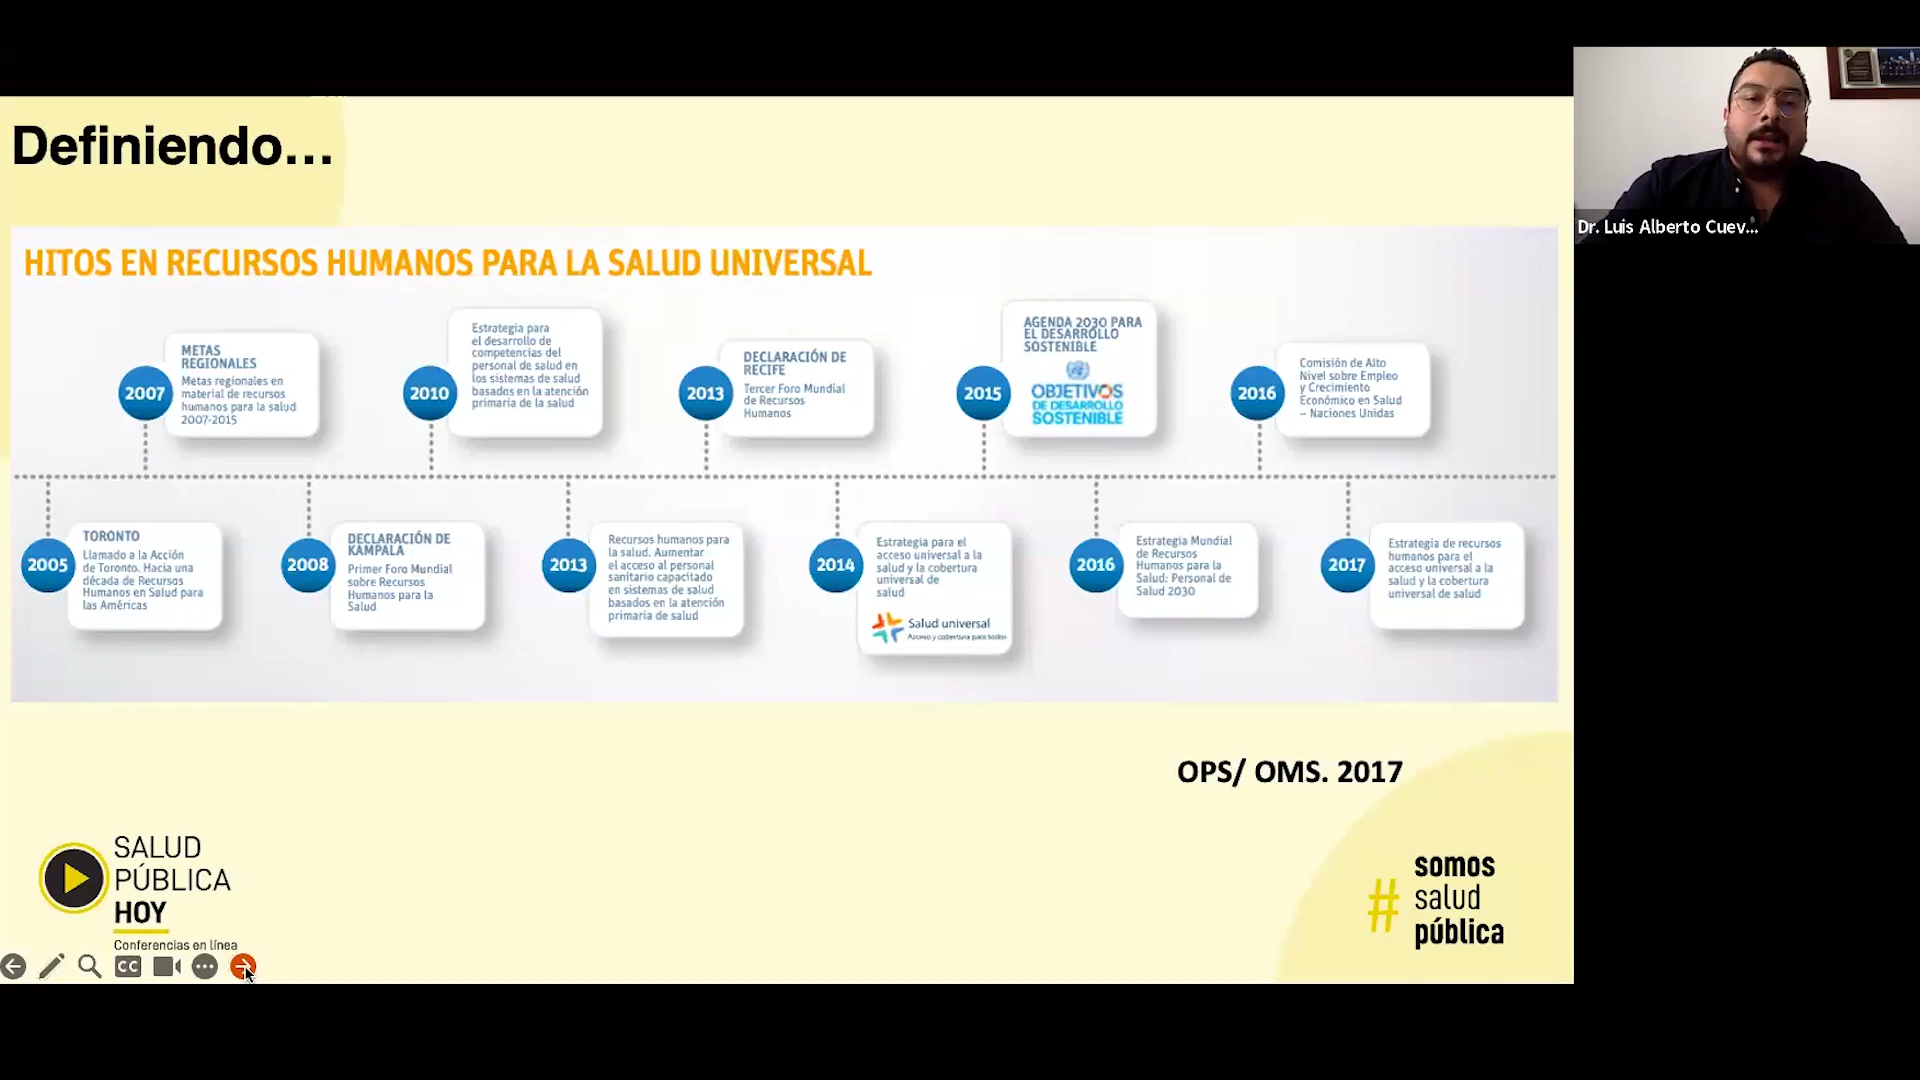 Definiendo...
HITOS EN RECURSOS HUMANOS PARA LA SALUD UNIVERSAL
2007
METAS
REGIONALES
Metas regionales en
material de recursos
humanos para la salud
2007-2015
2010
Estrategia para
el desarrollo de
competencias del
personal de salud en
los sistemas de salud
basados en la atención
primaria de la salud
2013
DECLARACIÓN DE
RECIFE
Tercer Foro Mundial
de Recursos
Humanos
2015
AGENDA 2030 PARA
EL DESARROLLO
SOSTENIBLE
OBJETIVOS
DE DESARROLLO
SOSTENIBLE
2016
Comisión de Alto
Nivel sobre Empleo
y Crecimiento
Económico en Salud
– Naciones Unidas
2005
TORONTO
Llamado a la Acción
de Toronto. Hacia una
década de Recursos
Humanos en Salud para
las Américas
2008
DECLARACIÓN DE
KAMPALA
Primer Foro Mundial
sobre Recursos
Humanos para la
Salud
2013
Recursos humanos para
la salud. Aumentar
el acceso al personal
sanitario capacitado
en sistemas de salud
basados en la atención
primaria de salud
2014
Estrategia para el
acceso universal a la
salud y la cobertura
universal de
salud
Salud universal
Acceso y cobertura para todos
2016
Estrategia Mundial
de Recursos
Humanos para la
Salud: Personal de
Salud 2030
2017
Estrategia de recursos
humanos para el
acceso universal a la
salud y la cobertura
universal de salud
OPS/ OMS. 2017
SALUD
PÚBLICA
HOY
Conferencias en línea
CC
#
somos
salud
pública
Dr. Luis Alberto Cuev...